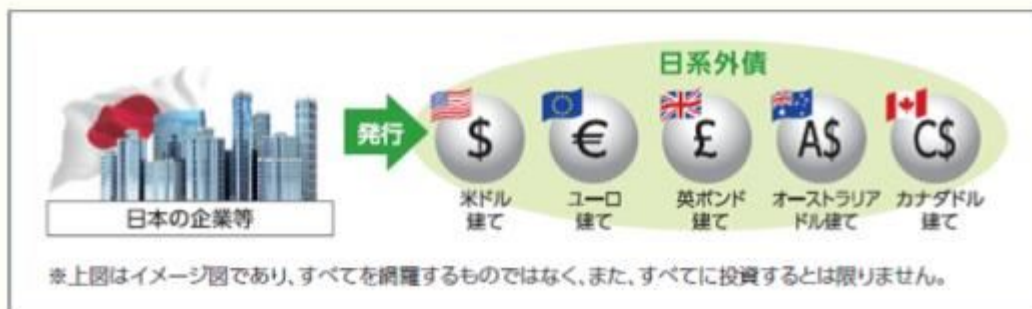 日系外債
発行
$
€
£
A$
C$
米ドル
建て
ユーロ
建て
英ポンド
建て
オーストラリア
ドル建て
カナダドル
建て
日本の企業等
※上図はイメージ図であり、すべてを網羅するものではなく、また、すべてに投資するとは限りません。